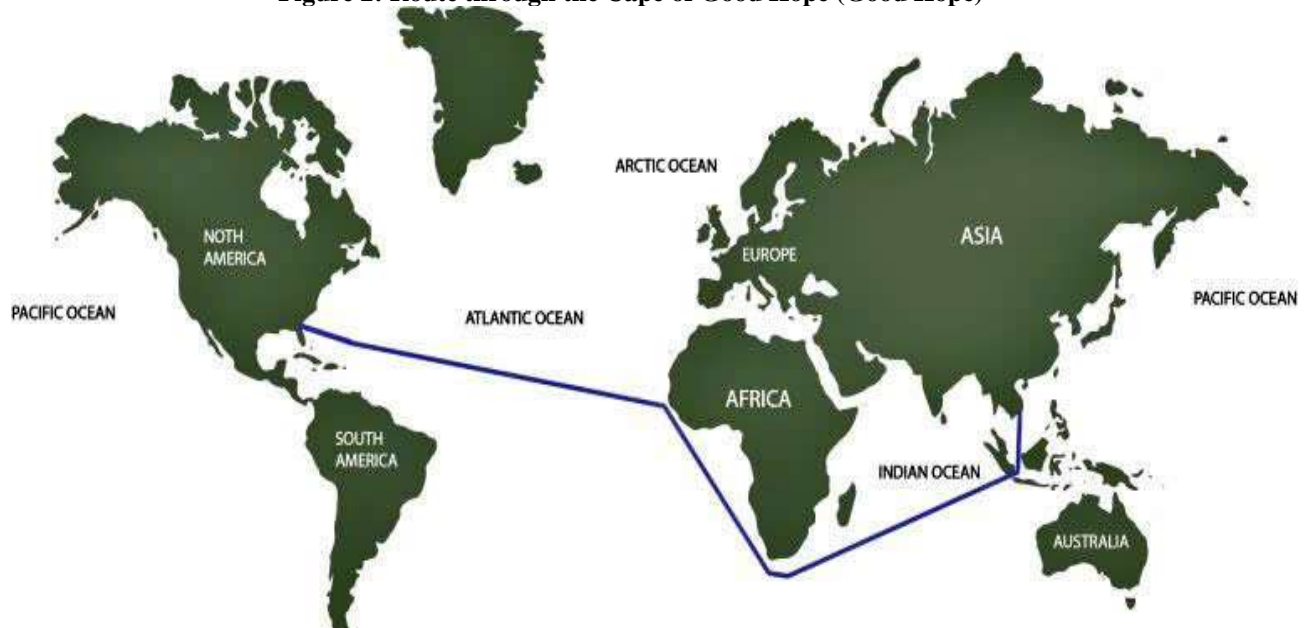 Figure 2: Route through the Cape of Good Hope (Good Hope)
ARCTIC OCEAN
NOTH
AMERICA
ASIA
EUROPE
PACIFIC OCEAN
ATLANTIC OCEAN
PACIFIC OCEAN
AFRICA
SOUTH
AMERICA
INDIAN OCEAN
AUSTRALIA